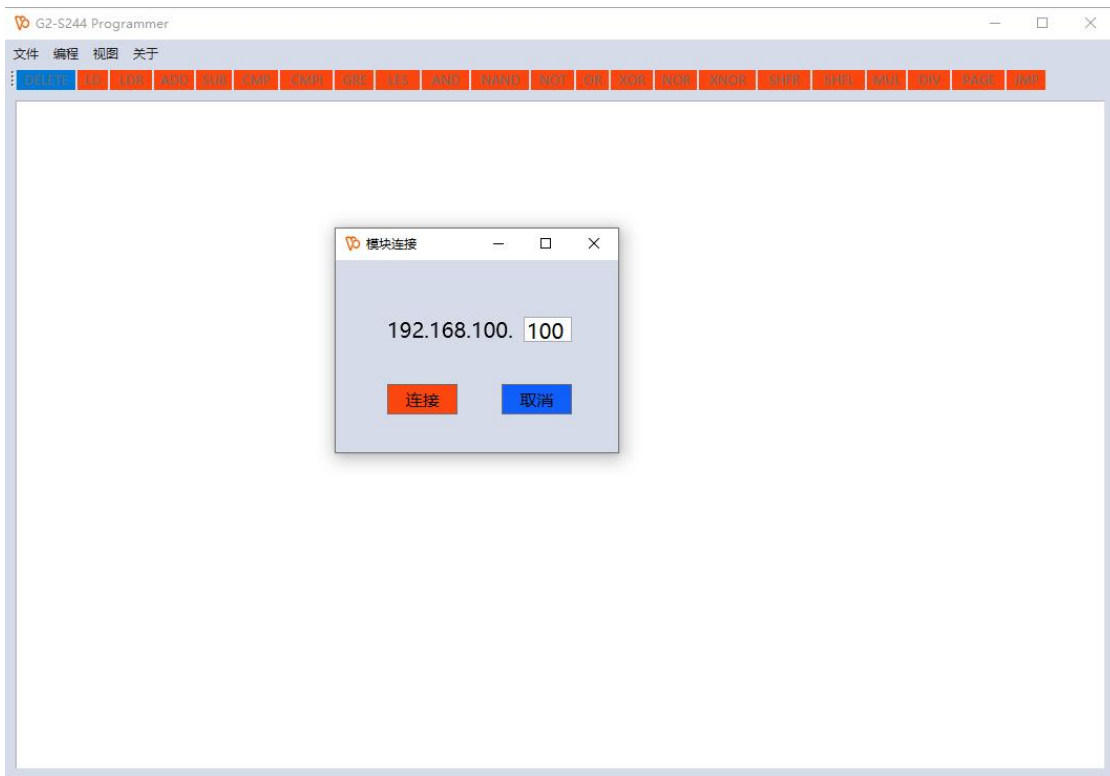 G2-S244 Programmer
文件 编程 视图 关于
DELETE LD LDR ADD SUB CMP CMPI GRE LES AND NAND NOT OR XOR NOR XNOR SHFR SHFL MUL DIV PAGE JMP
模块连接
192.168.100. 100
连接 取消